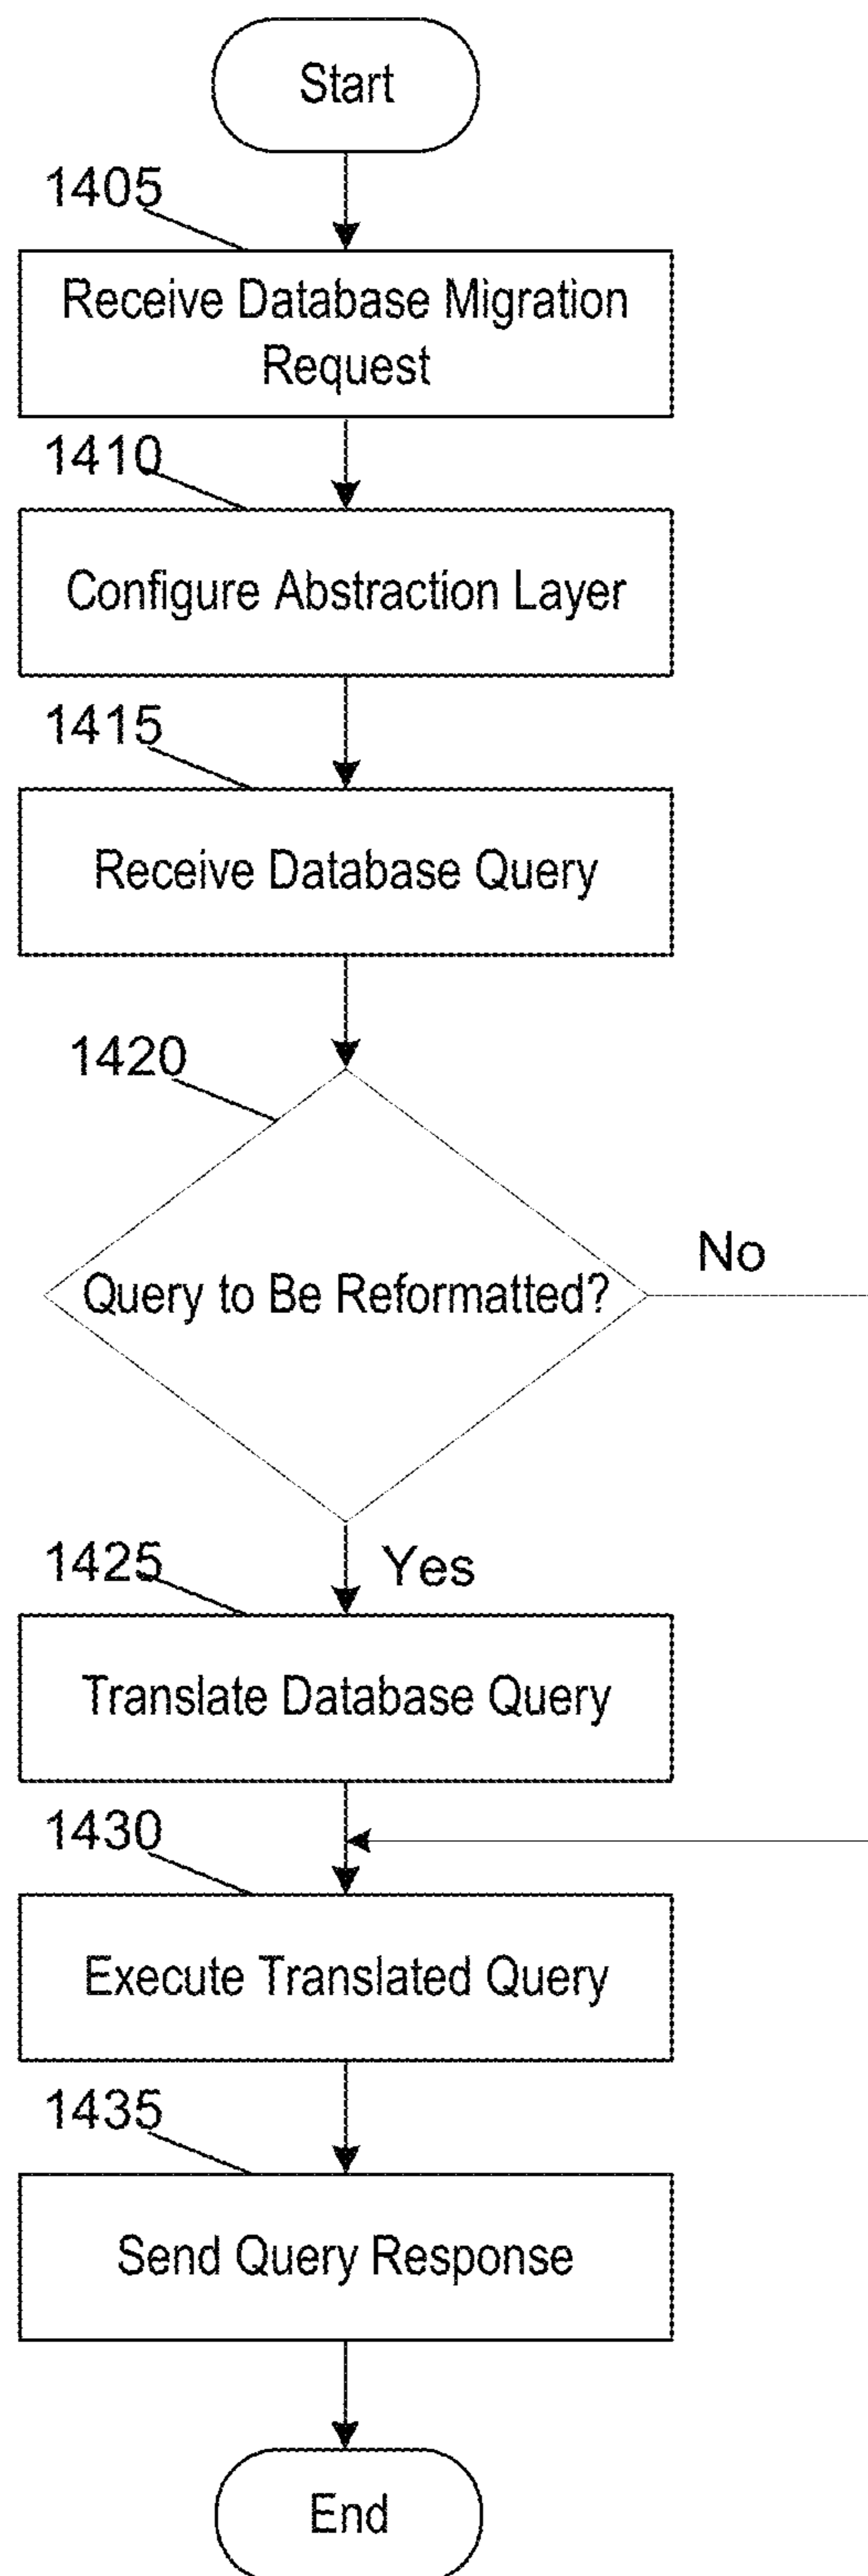 Start
1405
Receive Database Migration
Request
1410
Configure Abstraction Layer
1415
Receive Database Query
1420
Query to Be Reformatted?
No
1425
Yes
Translate Database Query
1430
Execute Translated Query
1435
Send Query Response
End